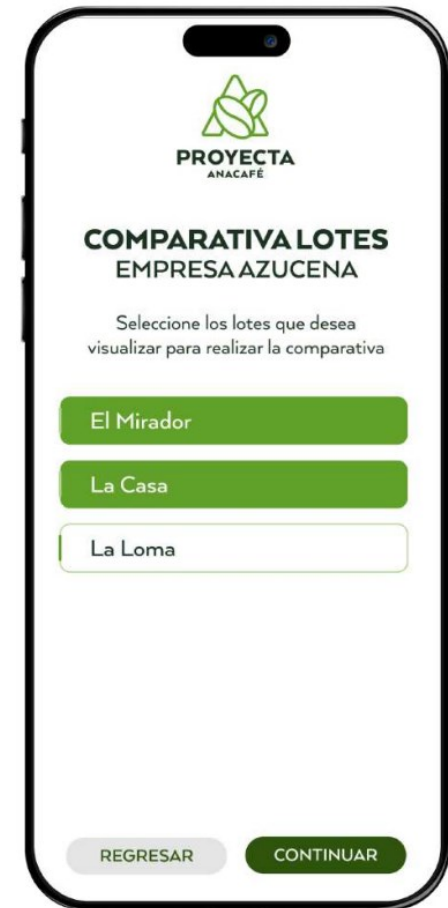 PROYECTA
ANACAFÉ
COMPARATIVA LOTES
EMPRESA AZUCENA
Seleccione los lotes que desea
visualizar para realizar la comparativa
El Mirador
La Casa
La Loma
REGRESAR
CONTINUAR